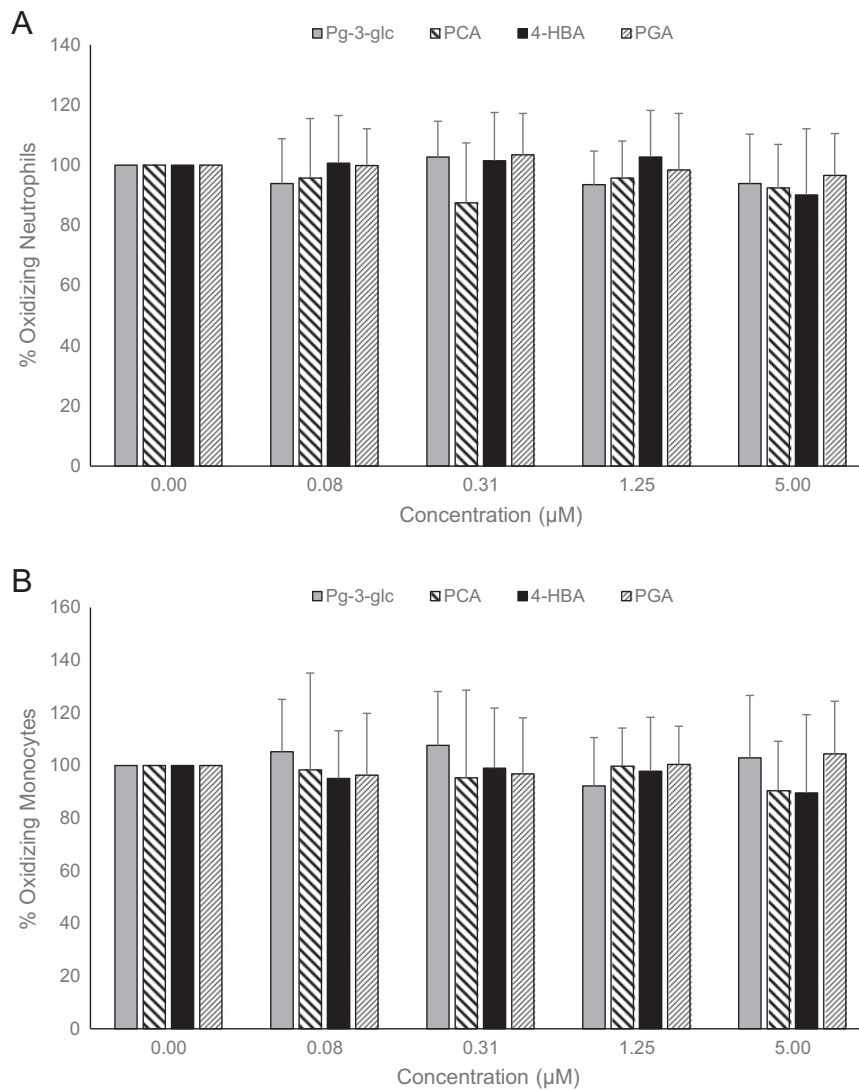 A
Pg-3-glc PCA 4-HBA PGA
140
120
100
80
60
40
20
0
% Oxidizing Neutrophils
0.00 0.08 0.31 1.25 5.00
Concentration (µM)
B
Pg-3-glc PCA 4-HBA PGA
160
140
120
100
80
60
40
20
0
% Oxidizing Monocytes
0.00 0.08 0.31 1.25 5.00
Concentration (µM)